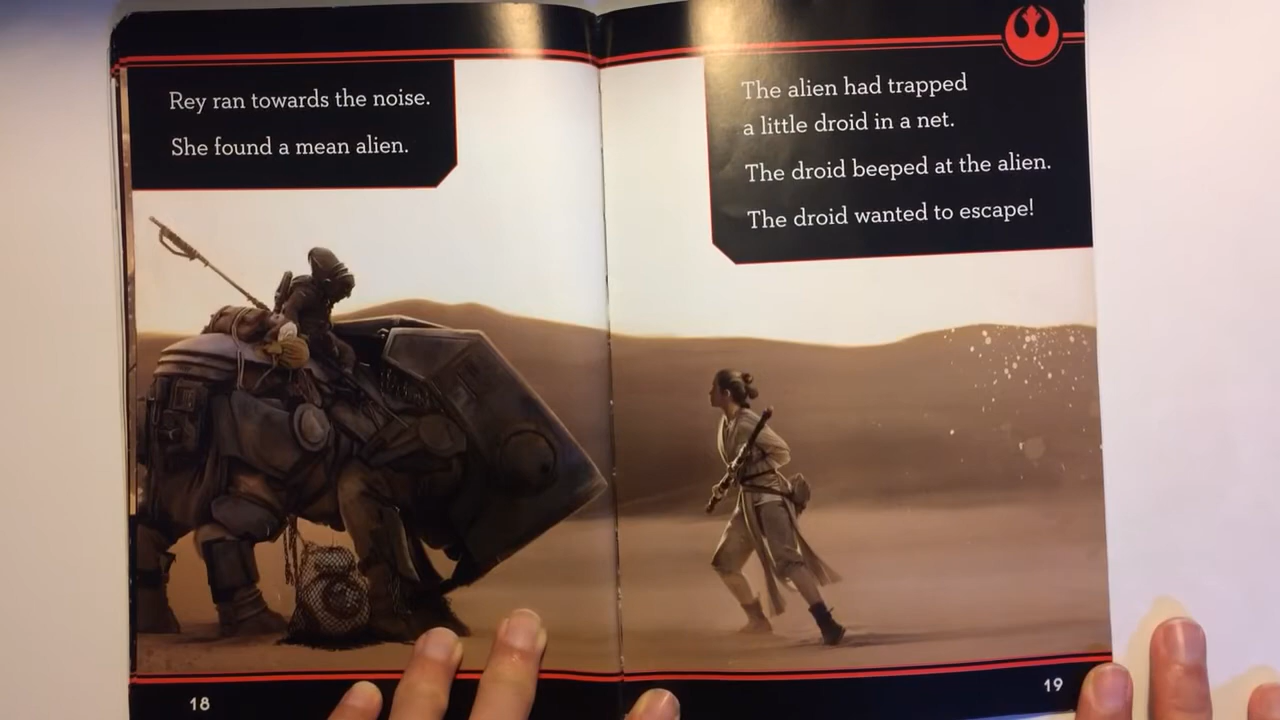 Rey ran towards the noise.
She found a mean alien.
The alien had trapped
a little droid in a net.
The droid beeped at the alien.
The droid wanted to escape!
18
19